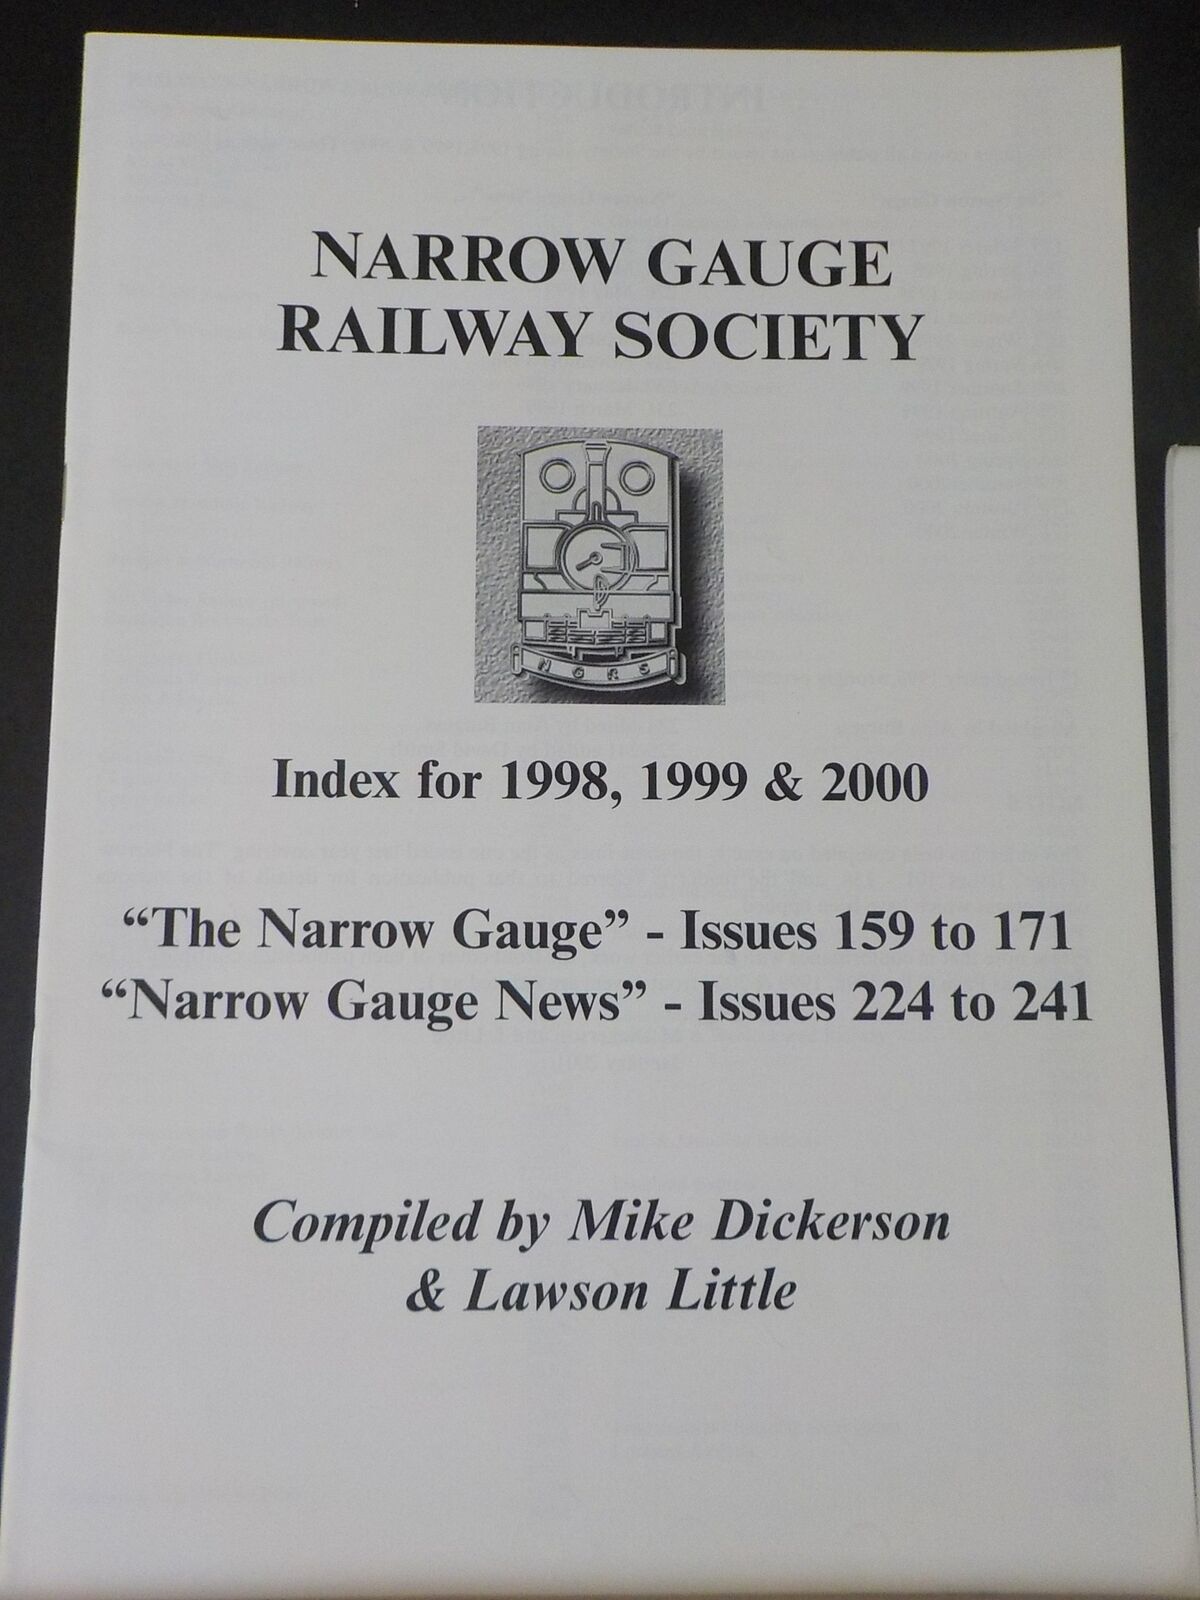 NARROW GAUGE
RAILWAY SOCIETY
N G R S
Index for 1998, 1999 & 2000
“The Narrow Gauge” - Issues 159 to 171
“Narrow Gauge News” - Issues 224 to 241
Compiled by Mike Dickerson
& Lawson Little